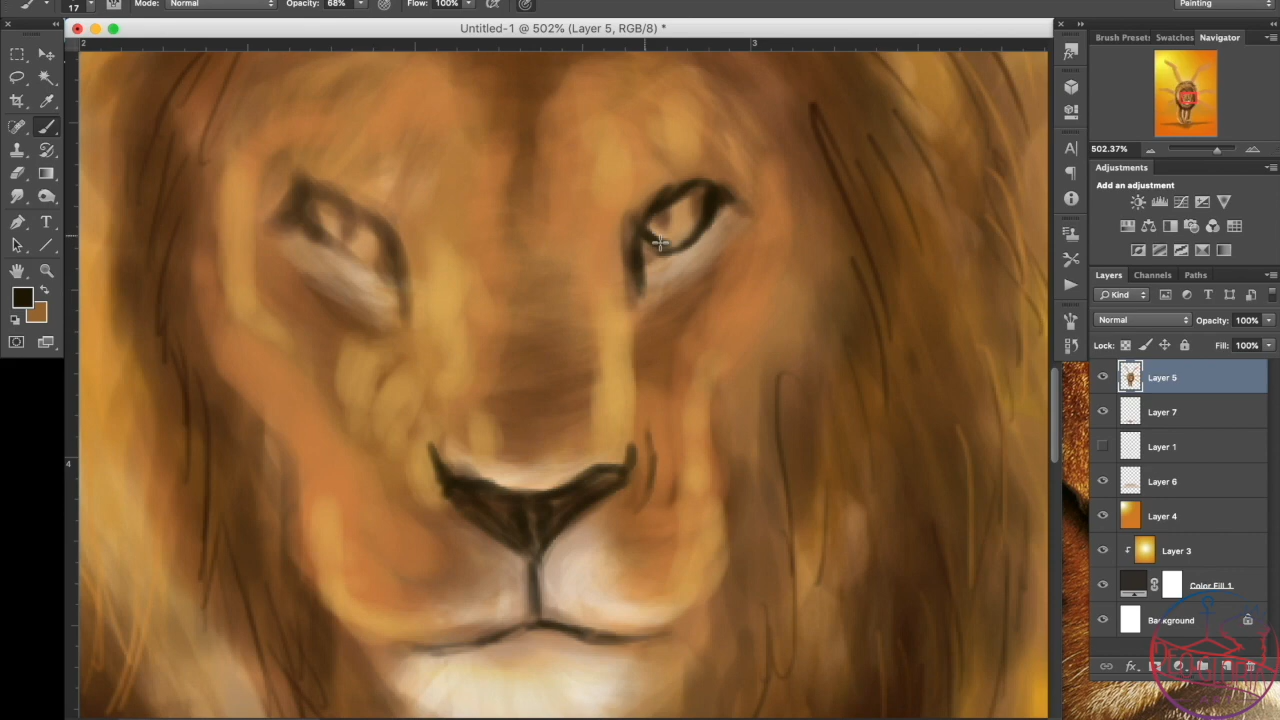 17 Mode: Normal Opacity: 68% Flow: 100% Painting
Untitled-1 @ 502% (Layer 5, RGB/8) *
2 3
4
Brush Presets Swatches Navigator
502.37%
Adjustments
Add an adjustment
Layers Channels Paths
Kind
Normal Opacity: 100%
Lock: Fill: 100%
Layer 5
Layer 7
Layer 1
Layer 6
Layer 4
Layer 3
Color Fill 1
Background